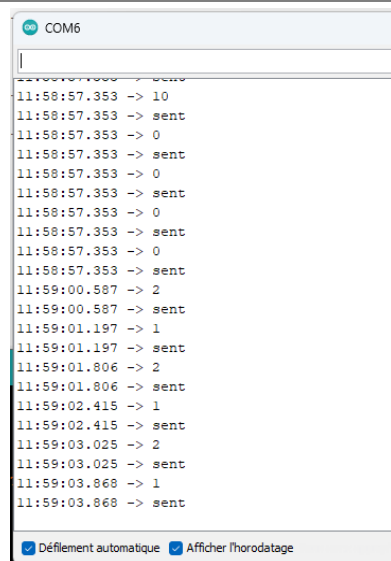 COM6
11:58:57.353 -> 10
11:58:57.353 -> sent
11:58:57.353 -> 0
11:58:57.353 -> sent
11:58:57.353 -> 0
11:58:57.353 -> sent
11:58:57.353 -> 0
11:58:57.353 -> sent
11:58:57.353 -> 0
11:58:57.353 -> sent
11:59:00.587 -> 2
11:59:00.587 -> sent
11:59:01.197 -> 1
11:59:01.197 -> sent
11:59:01.806 -> 2
11:59:01.806 -> sent
11:59:02.415 -> 1
11:59:02.415 -> sent
11:59:03.025 -> 2
11:59:03.025 -> sent
11:59:03.868 -> 1
11:59:03.868 -> sent
Défilement automatique Afficher l'horodatage